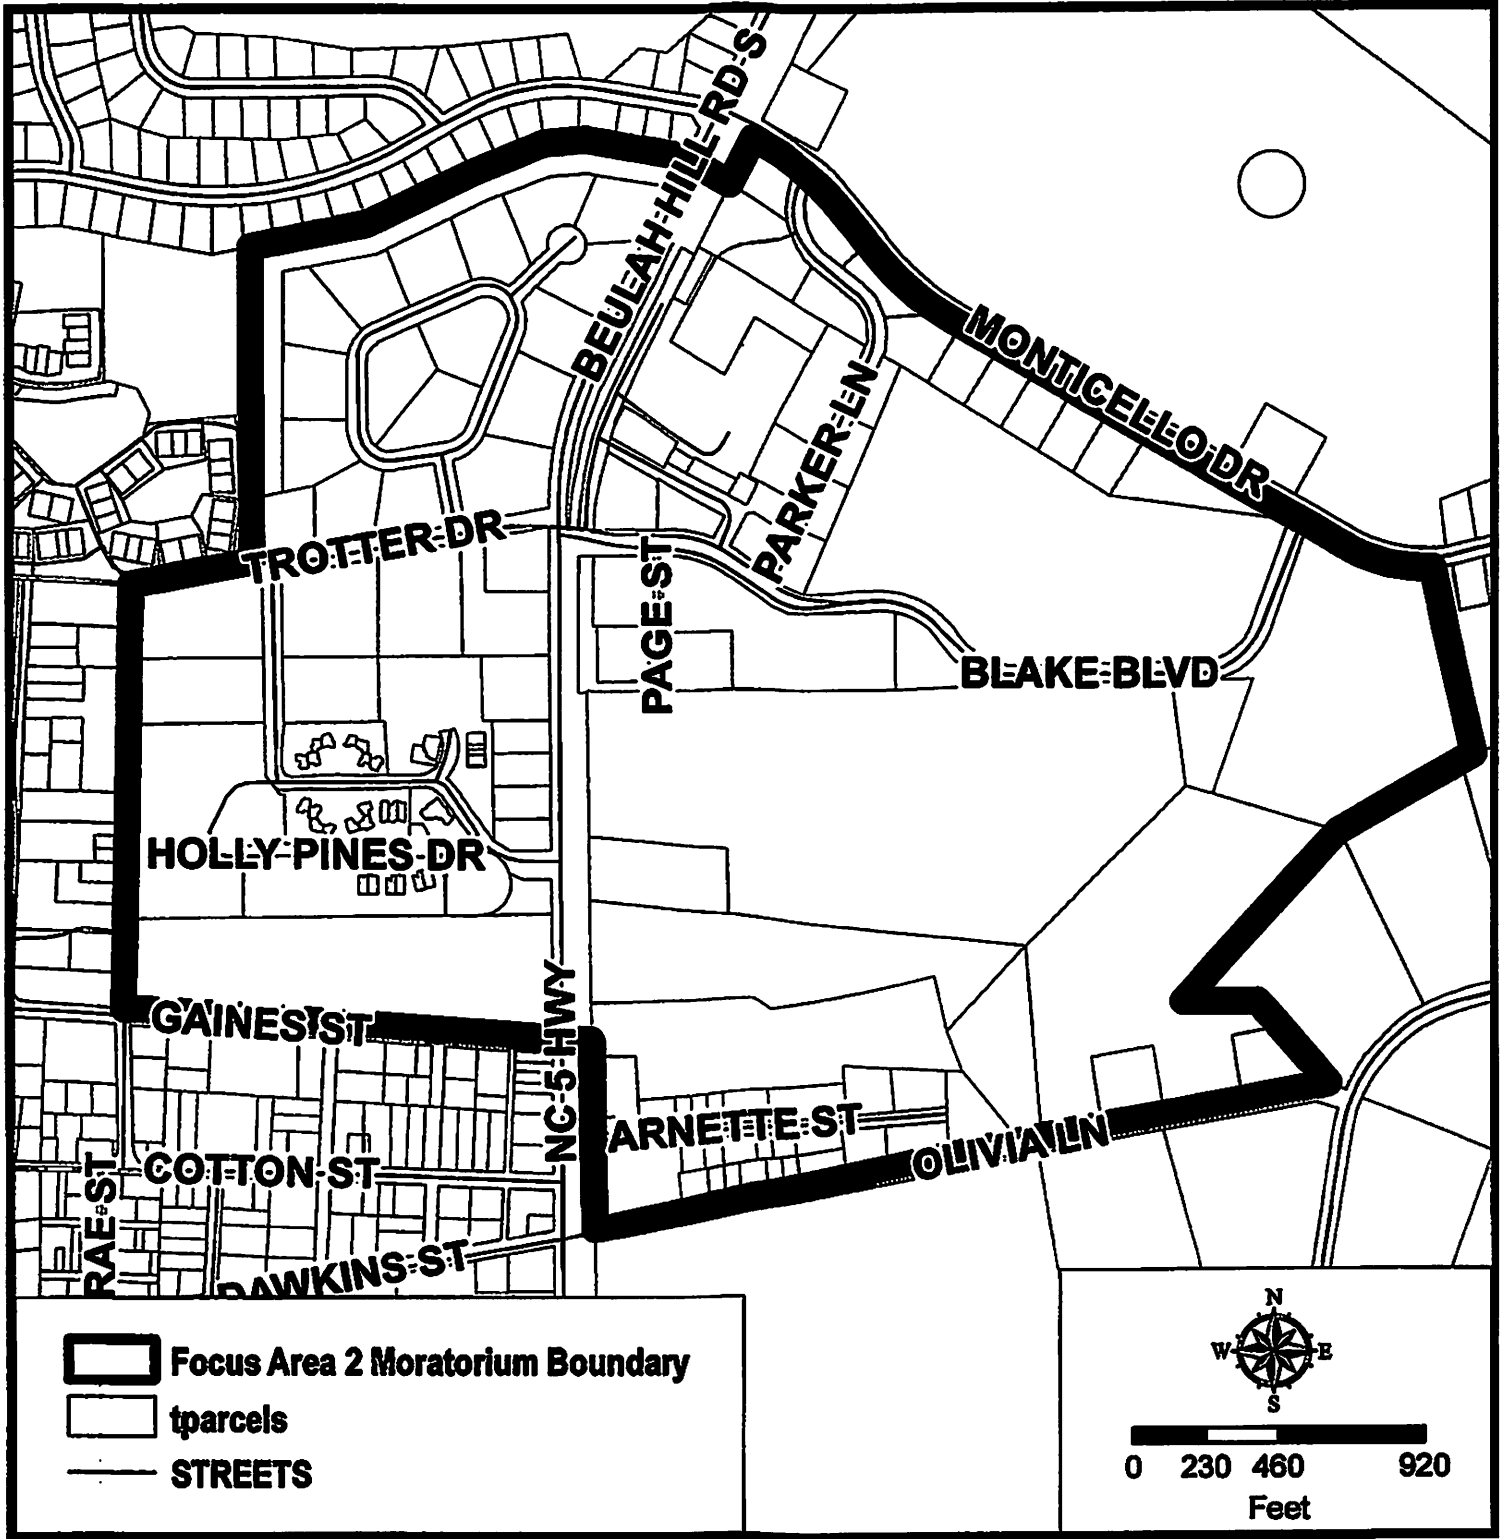 BEULAH HILL RD S
MONTICELLO DR
PARKER LN
TROTTER DR
PAGE ST
BLAKE BLVD
HOLLY PINES DR
GAINES ST
NC 5 HWY
ARNETTE ST
OLIVIA LN
COTTON ST
RAE ST
DAWKINS ST
Focus Area 2 Moratorium Boundary
tparcels
STREETS
N
W E
S
0 230 460 920
Feet